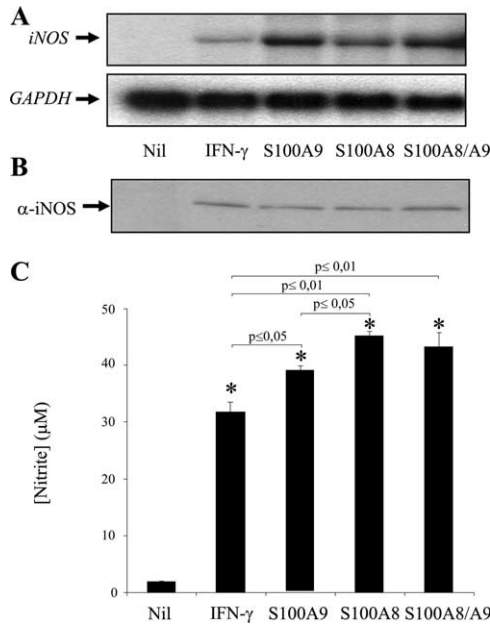 A
iNOS
GAPDH
Nil IFN-γ S100A9 S100A8 S100A8/A9
B
α-iNOS
C
p≤ 0,01
p≤ 0,01
p≤ 0,05
p≤0,05
* * * *
[Nitrite] (μM)
50
40
30
20
10
0
Nil IFN-γ S100A9 S100A8 S100A8/A9